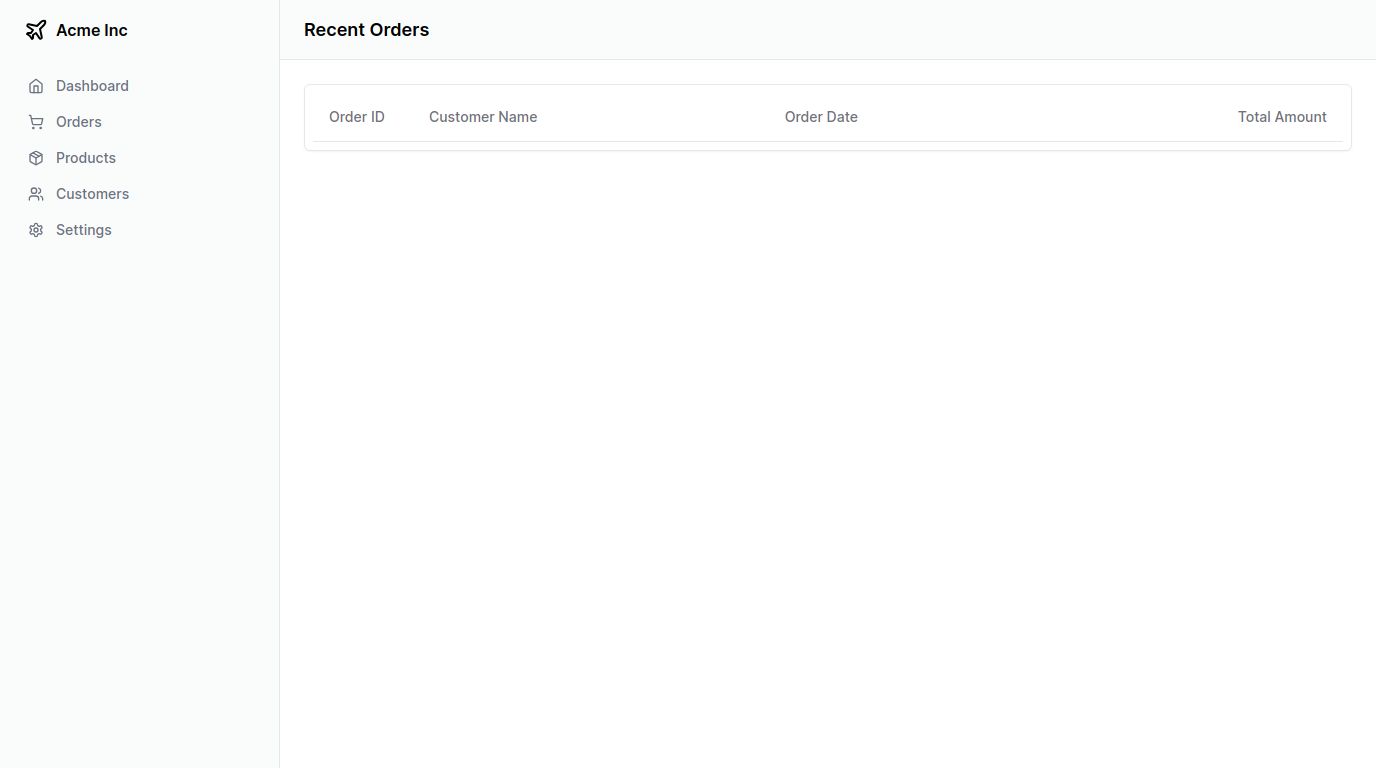 Acme Inc
Dashboard
Orders
Products
Customers
Settings
Recent Orders
Order ID Customer Name Order Date Total Amount